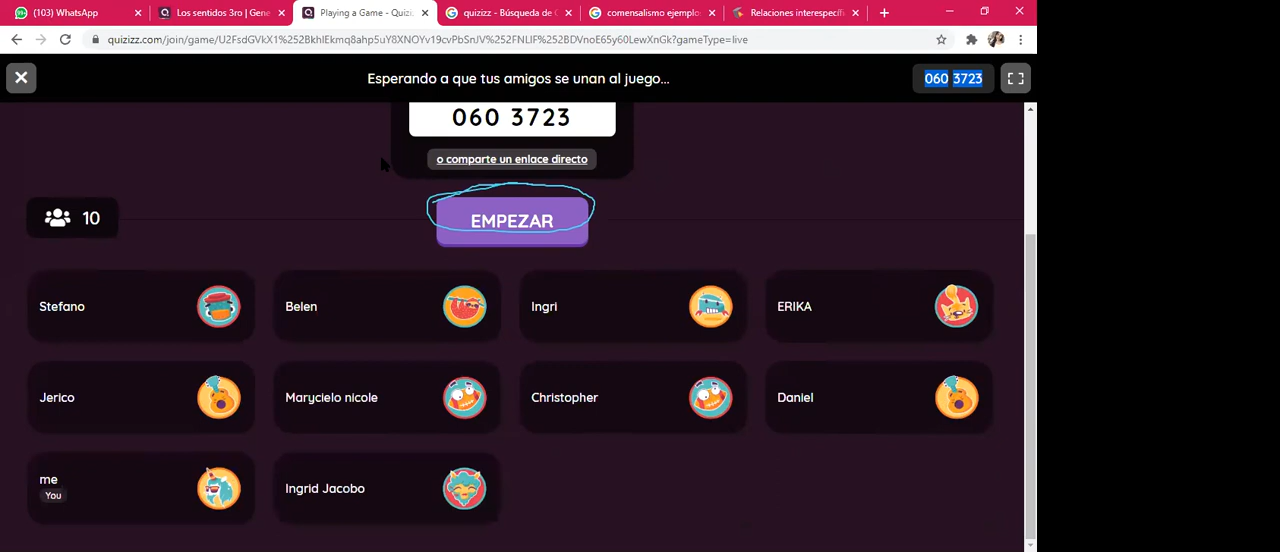 (103) WhatsApp
Los sentidos 3ro | Gene
Playing a Game - Quizi
quizizz - Búsqueda de G
comensalismo ejemplo
Relaciones interespecífi
quizizz.com/join/game/U2FsdGVkX1%252BkhIEkmq8ahp5uY8XNOYv19cvPbSnJV%252FNLIF%252BDVnoE65y60LewXnGk?gameType=live
Esperando a que tus amigos se unan al juego...
060 3723
060 3723
o comparte un enlace directo
10
EMPEZAR
Stefano
Belen
Ingri
ERIKA
Jerico
Marycielo nicole
Christopher
Daniel
me
You
Ingrid Jacobo